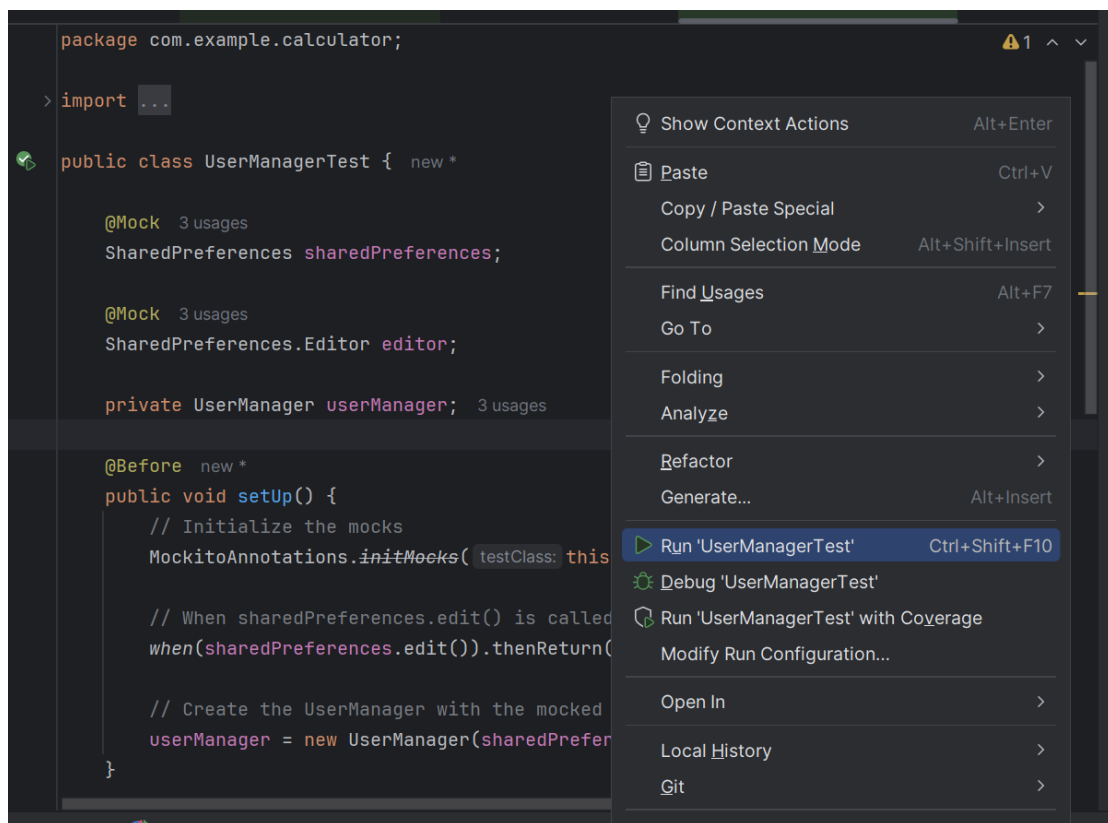 package com.example.calculator;
1
import ...
public class UserManagerTest { new *
@Mock 3 usages
SharedPreferences sharedPreferences;
@Mock 3 usages
SharedPreferences.Editor editor;
private UserManager userManager; 3 usages
@Before new *
public void setUp() {
// Initialize the mocks
MockitoAnnotations.initMocks( testClass: this
// When sharedPreferences.edit() is called
when(sharedPreferences.edit()).thenReturn(
// Create the UserManager with the mocked
userManager = new UserManager(sharedPrefer
}
Show Context Actions Alt+Enter
Paste Ctrl+V
Copy / Paste Special
Column Selection Mode Alt+Shift+Insert
Find Usages Alt+F7
Go To
Folding
Analyze
Refactor
Generate... Alt+Insert
Run 'UserManagerTest' Ctrl+Shift+F10
Debug 'UserManagerTest'
Run 'UserManagerTest' with Coverage
Modify Run Configuration...
Open In
Local History
Git